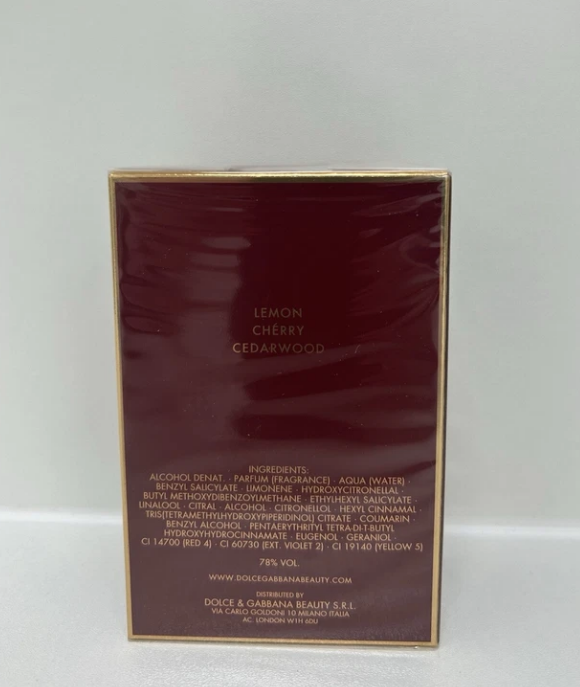 LEMON
CHERRY
CEDARWOOD
INGREDIENTS:
ALCOHOL DENAT. · PARFUM (FRAGRANCE) · AQUA (WATER) ·
BENZYL SALICYLATE · LIMONENE · HYDROXYCITRONELLAL ·
BUTYL METHOXYDIBENZOYLMETHANE · ETHYLHEXYL SALICYLATE ·
LINALOOL · CITRAL · ALCOHOL · CITRONELLOL · HEXYL CINNAMAL ·
TRIS(TETRAMETHYLHYDROXYPIPERIDINOL) CITRATE · COUMARIN ·
BENZYL ALCOHOL · PENTAERYTHRITYL TETRA-DI-T-BUTYL
HYDROXYHYDROCINNAMATE · EUGENOL · GERANIOL ·
CI 14700 (RED 4) · CI 60730 (EXT. VIOLET 2) · CI 19140 (YELLOW 5)
78% VOL.
WWW.DOLCEGABBANABEAUTY.COM
DISTRIBUTED BY
DOLCE & GABBANA BEAUTY S.R.L.
VIA CARLO GOLDONI 10 MILANO ITALIA
AC. LONDON W1H 6DU